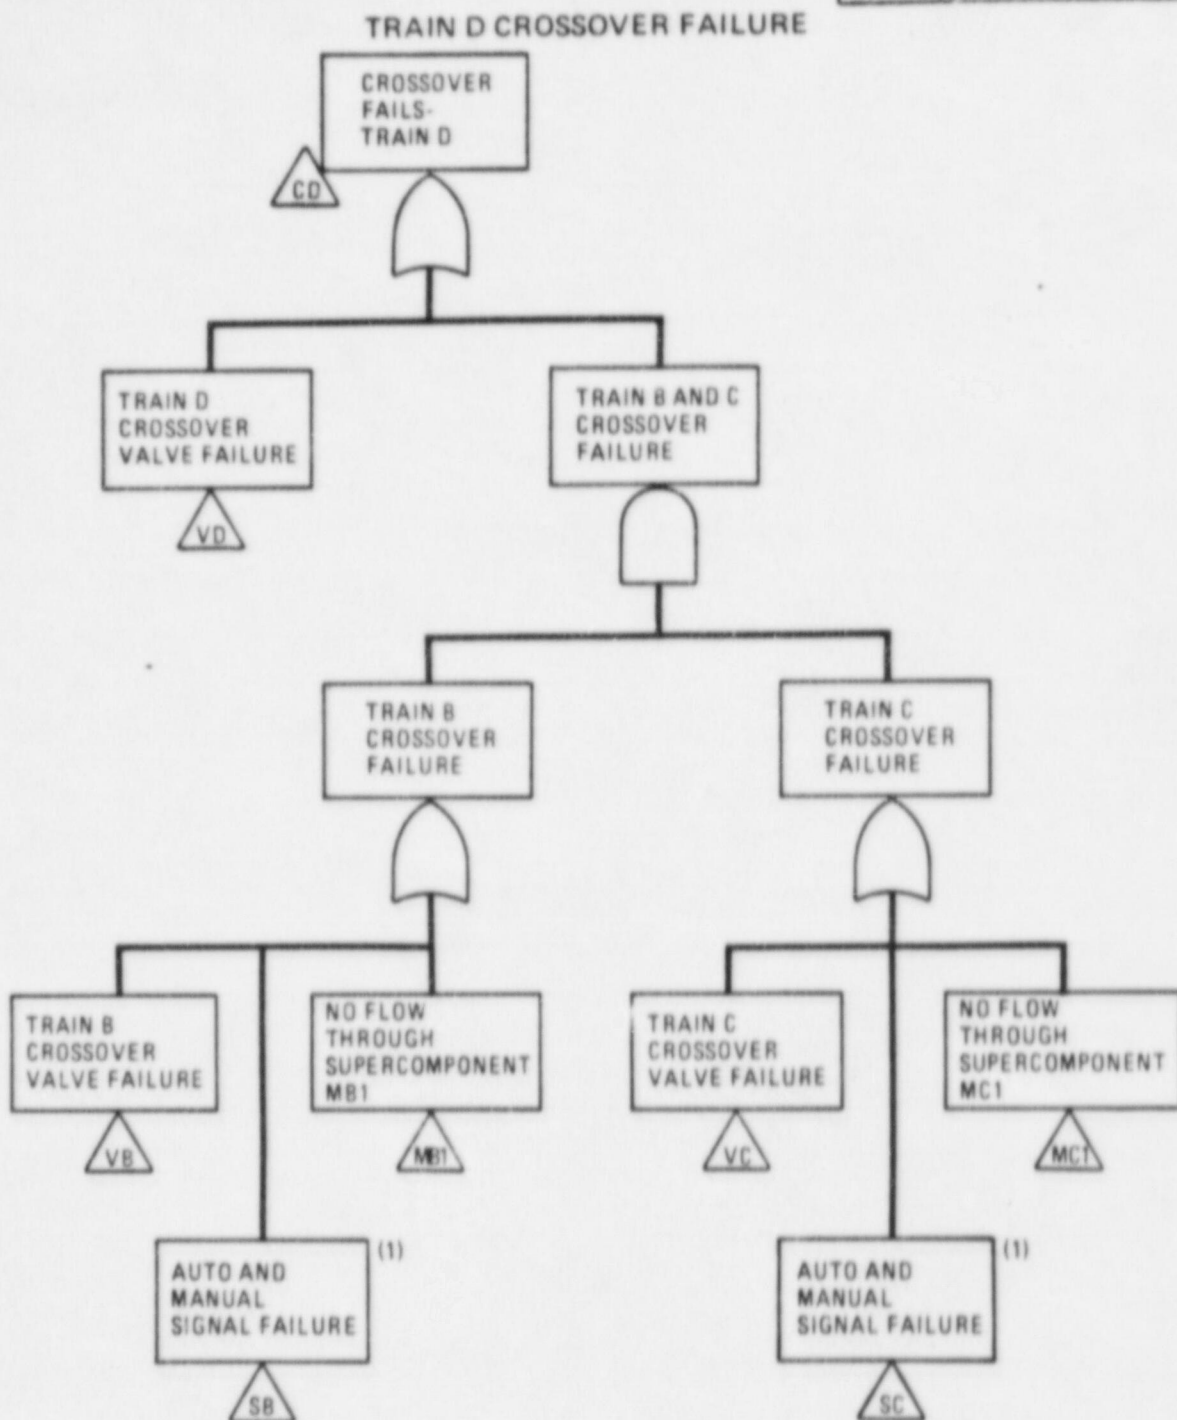 TRAIN D CROSSOVER FAILURE
CROSSOVER
FAILS-
TRAIN D
CD
TRAIN D
CROSSOVER
VALVE FAILURE
VD
TRAIN B AND C
CROSSOVER
FAILURE
TRAIN B
CROSSOVER
FAILURE
TRAIN C
CROSSOVER
FAILURE
TRAIN B
CROSSOVER
VALVE FAILURE
VB
NO FLOW
THROUGH
SUPERCOMPONENT
MB1
MB1
TRAIN C
CROSSOVER
VALVE FAILURE
VC
NO FLOW
THROUGH
SUPERCOMPONENT
MC1
MC1
AUTO AND
MANUAL
SIGNAL FAILURE
(1)
SB
AUTO AND
MANUAL
SIGNAL FAILURE
(1)
SC